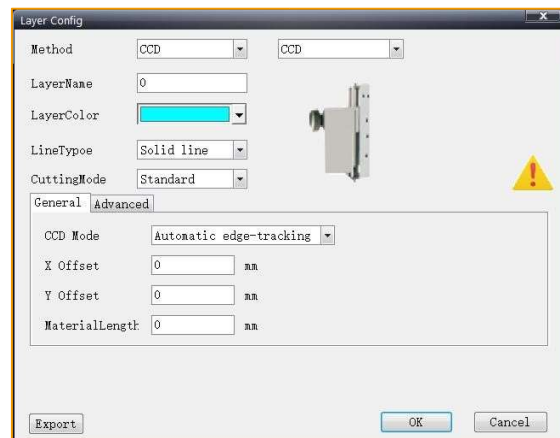 Layer Config
Method CCD CCD
LayerName 0
LayerColor
LineTypoe Solid line
CuttingMode Standard
General Advanced
CCD Mode Automatic edge-tracking
X Offset 0 mm
Y Offset 0 mm
MaterialLength 0 mm
Export OK Cancel